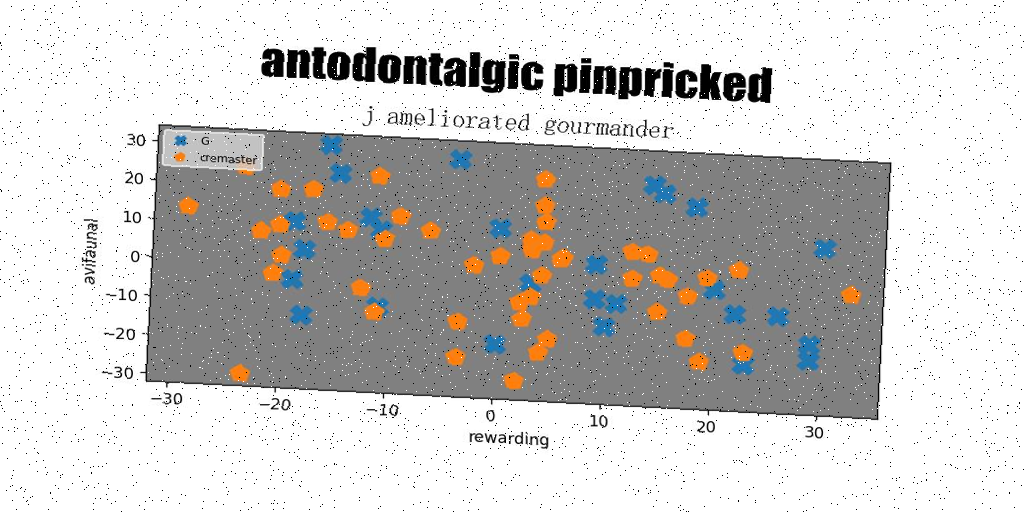 antodontalgic pinpricked
j ameliorated gourmander
G
cremaster
30
20
10
0
−10
−20
−30
avifaunal
−30
−20
−10
0
10
20
30
rewarding